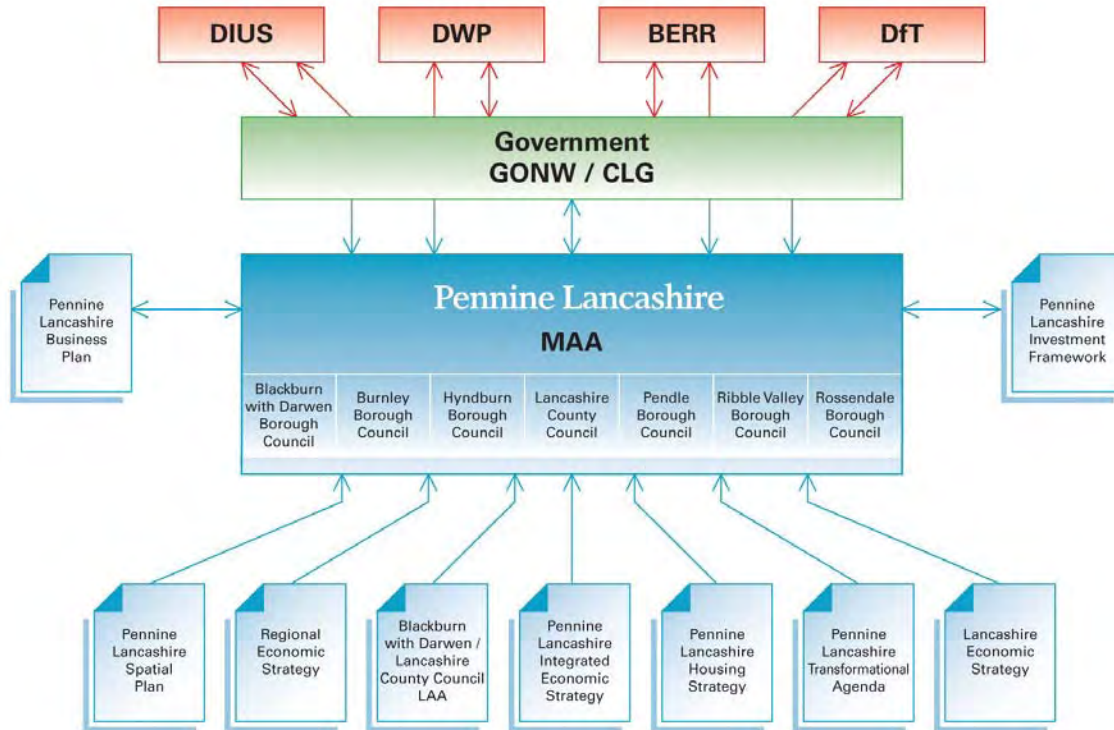 DIUS
DWP
BERR
DfT
Government
GONW / CLG
Pennine
Lancashire
Business
Plan
Pennine Lancashire
MAA
Blackburn
with Darwen
Borough
Council
Burnley
Borough
Council
Hyndburn
Borough
Council
Lancashire
County
Council
Pendle
Borough
Council
Ribble Valley
Borough
Council
Rossendale
Borough
Council
Pennine
Lancashire
Investment
Framework
Pennine
Lancashire
Spatial
Plan
Regional
Economic
Strategy
Blackburn
with Darwen /
Lancashire
County Council
LAA
Pennine
Lancashire
Integrated
Economic
Strategy
Pennine
Lancashire
Housing
Strategy
Pennine
Lancashire
Transformational
Agenda
Lancashire
Economic
Strategy